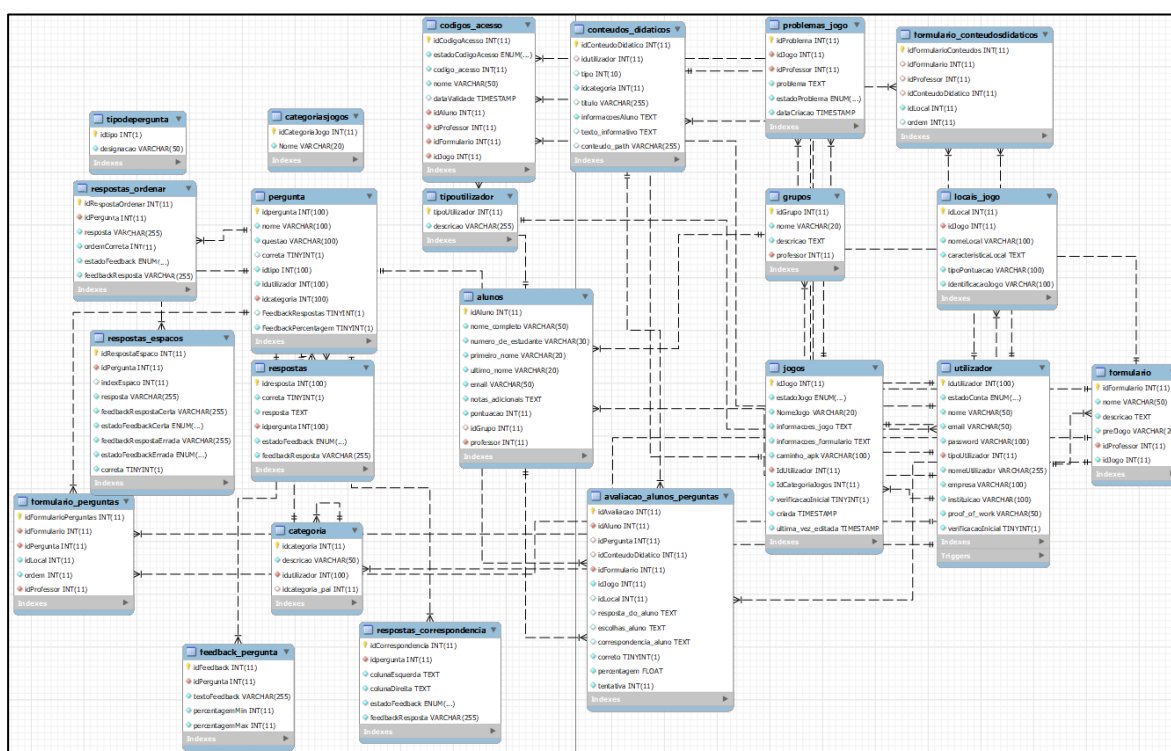 codigos_acesso
idCodigoAcesso INT(11)
estadoCodigoAcesso ENUM(...)
codigo_acesso INT(11)
nome VARCHAR(50)
dataValidade TIMESTAMP
idAluno INT(11)
idProfessor INT(11)
idFormulario INT(11)
idJogo INT(11)
Indexes
conteudos_didaticos
idConteudoDidatico INT(11)
idutilizador INT(11)
tipo INT(10)
idcategoria INT(11)
titulo VARCHAR(255)
informacoesAluno TEXT
texto_informativo TEXT
conteudo_path VARCHAR(255)
Indexes
problemas_jogo
idProblema INT(11)
idJogo INT(11)
idProfessor INT(11)
problema TEXT
estadoProblema ENUM(...)
dataCriacao TIMESTAMP
Indexes
formulario_conteudosdidaticos
idFormularioConteudos INT(11)
idFormulario INT(11)
idProfessor INT(11)
idConteudoDidatico INT(11)
idLocal INT(11)
ordem INT(11)
Indexes
tipodepergunta
idtipo INT(1)
designacao VARCHAR(50)
Indexes
categoriasjogos
idCategoriaJogo INT(11)
Nome VARCHAR(20)
Indexes
respostas_ordenar
idRespostaOrdenar INT(11)
idPergunta INT(11)
resposta VARCHAR(255)
ordemCorreta INT(11)
estadoFeedback ENUM(...)
feedbackResposta VARCHAR(255)
Indexes
pergunta
idpergunta INT(100)
nome VARCHAR(100)
questao VARCHAR(100)
correta TINYINT(1)
idtipo INT(100)
idutilizador INT(100)
idcategoria INT(100)
FeedbackRespostas TINYINT(1)
FeedbackPercentagem TINYINT(1)
Indexes
tipoutilizador
tipoUtilizador INT(11)
descricao VARCHAR(255)
Indexes
grupos
idGrupo INT(11)
nome VARCHAR(20)
descricao TEXT
professor INT(11)
Indexes
locais_jogo
idLocal INT(11)
idJogo INT(11)
nomeLocal VARCHAR(100)
caracteristicaLocal TEXT
tipoPontuacao VARCHAR(100)
identificacaoJogo VARCHAR(100)
Indexes
alunos
idAluno INT(11)
nome_completo VARCHAR(50)
numero_de_estudante VARCHAR(30)
primeiro_nome VARCHAR(20)
ultimo_nome VARCHAR(20)
email VARCHAR(50)
notas_adicionais TEXT
pontuacao INT(11)
idGrupo INT(11)
professor INT(11)
Indexes
respostas_espacos
idRespostaEspaco INT(11)
idPergunta INT(11)
indexEspaco INT(11)
resposta VARCHAR(255)
feedbackRespostaCerta VARCHAR(255)
estadoFeedbackCerta ENUM(...)
feedbackRespostaErrada VARCHAR(255)
estadoFeedbackErrada ENUM(...)
correta TINYINT(1)
Indexes
respostas
idresposta INT(100)
correta TINYINT(1)
resposta TEXT
idpergunta INT(100)
estadoFeedback ENUM(...)
feedbackResposta VARCHAR(255)
Indexes
jogos
idJogo INT(11)
estadoJogo ENUM(...)
NomeJogo VARCHAR(20)
informacoes_jogo TEXT
informacoes_formulario TEXT
caminho_apk VARCHAR(100)
IdUtilizador INT(11)
IdCategoriaJogos INT(11)
verificacaoInicial TINYINT(1)
criada TIMESTAMP
ultima_vez_editada TIMESTAMP
Indexes
utilizador
idutilizador INT(100)
estadoConta ENUM(...)
nome VARCHAR(50)
email VARCHAR(50)
password VARCHAR(100)
tipoUtilizador INT(11)
nomeUtilizador VARCHAR(255)
empresa VARCHAR(100)
instituicao VARCHAR(100)
proof_of_work VARCHAR(50)
verificacaoInicial TINYINT(1)
Indexes
Triggers
formulario
idFormulario INT(11)
nome VARCHAR(50)
descricao TEXT
idProfessor INT(11)
idJogo INT(11)
Indexes
formulario_perguntas
idFormularioPerguntas INT(11)
idFormulario INT(11)
idPergunta INT(11)
idLocal INT(11)
ordem INT(11)
idProfessor INT(11)
Indexes
categoria
idcategoria INT(11)
descricao VARCHAR(50)
idutilizador INT(100)
idcategoria_pai INT(11)
Indexes
avaliacao_alunos_perguntas
idAvaliacao INT(11)
idAluno INT(11)
idPergunta INT(11)
idConteudoDidatico INT(11)
idFormulario INT(11)
idJogo INT(11)
idLocal INT(11)
resposta_do_aluno TEXT
escolhas_aluno TEXT
correspondencia_aluno TEXT
correto TINYINT(1)
percentagem FLOAT
tentativa INT(11)
Indexes
feedback_pergunta
idFeedback INT(11)
idPergunta INT(11)
textoFeedback VARCHAR(255)
percentagemMin INT(11)
percentagemMax INT(11)
Indexes
respostas_correspondencia
idCorrespondencia INT(11)
idpergunta INT(11)
colunaEsquerda TEXT
colunaDireita TEXT
estadoFeedback ENUM(...)
feedbackResposta VARCHAR(255)
Indexes